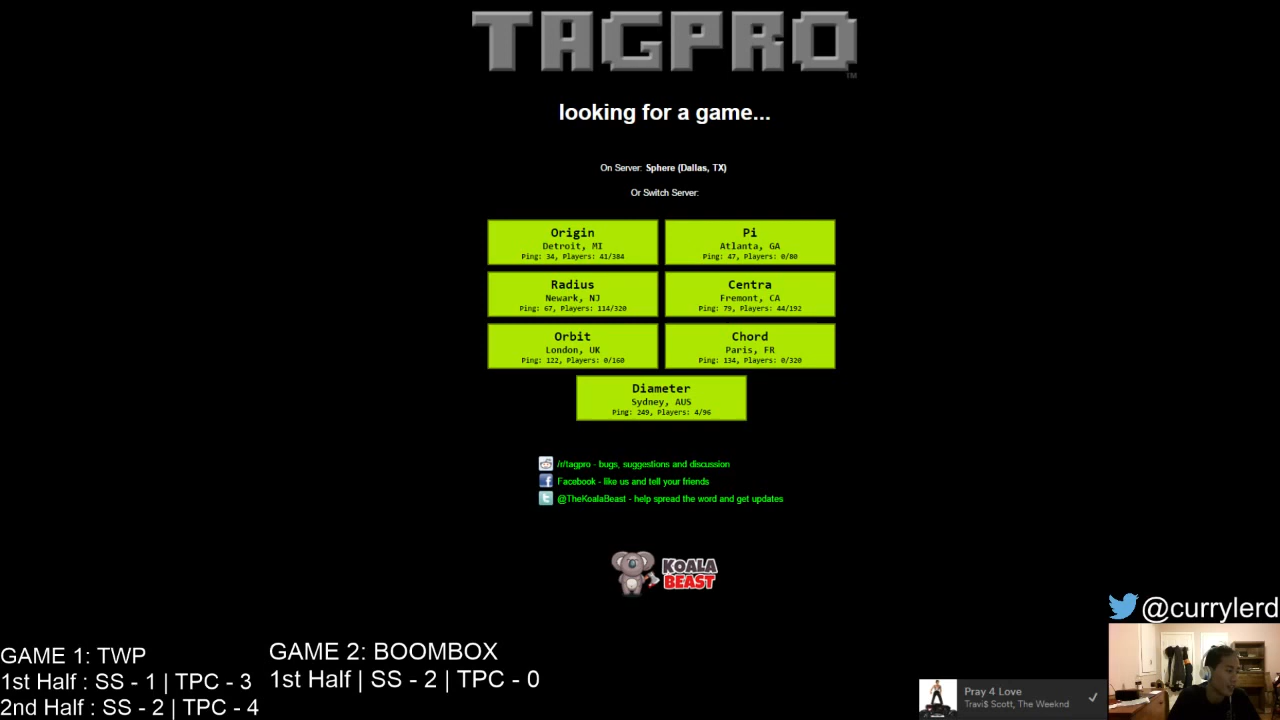 TAGPRO
TM
looking for a game...
On Server: Sphere (Dallas, TX)
Or Switch Server:
Origin
Detroit, MI
Ping: 34, Players: 41/384
Pi
Atlanta, GA
Ping: 47, Players: 0/80
Radius
Newark, NJ
Ping: 67, Players: 114/320
Centra
Fremont, CA
Ping: 79, Players: 44/192
Orbit
London, UK
Ping: 122, Players: 0/160
Chord
Paris, FR
Ping: 134, Players: 0/320
Diameter
Sydney, AUS
Ping: 249, Players: 4/96
/r/tagpro - bugs, suggestions and discussion
Facebook - like us and tell your friends
@TheKoalaBeast - help spread the word and get updates
KOALA
BEAST
@currylerd
GAME 1: TWP
1st Half : SS - 1 | TPC - 3
2nd Half : SS - 2 | TPC - 4
GAME 2: BOOMBOX
1st Half | SS - 2 | TPC - 0
Pray 4 Love
Travi$ Scott, The Weeknd